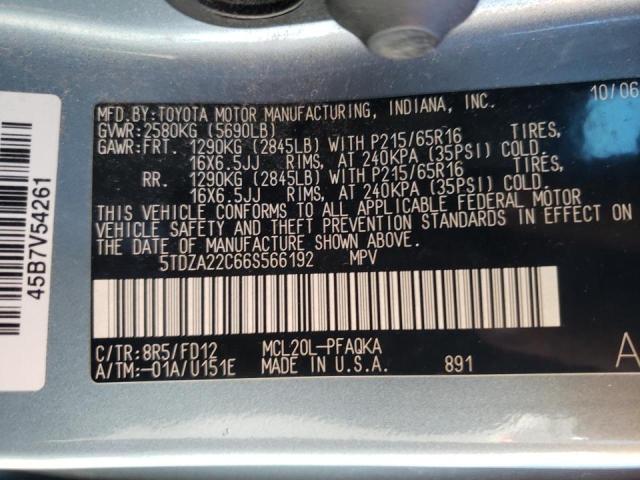 MFD.BY:TOYOTA MOTOR MANUFACTURING, INDIANA, INC. 10/06
GVWR:2580KG (5690LB)
GAWR:FRT. 1290KG (2845LB) WITH P215/65R16 TIRES,
16X6.5JJ RIMS, AT 240KPA (35PSI) COLD.
RR. 1290KG (2845LB) WITH P215/65R16 TIRES,
16X6.5JJ RIMS, AT 240KPA (35PSI) COLD.
THIS VEHICLE CONFORMS TO ALL APPLICABLE FEDERAL MOTOR
VEHICLE SAFETY AND THEFT PREVENTION STANDARDS IN EFFECT ON
THE DATE OF MANUFACTURE SHOWN ABOVE.
5TDZA22C66S566192 MPV
C/TR:8R5/FD12 MCL20L-PFAQKA A
A/TM:-01A/U151E MADE IN U.S.A. 891
45B7V54261